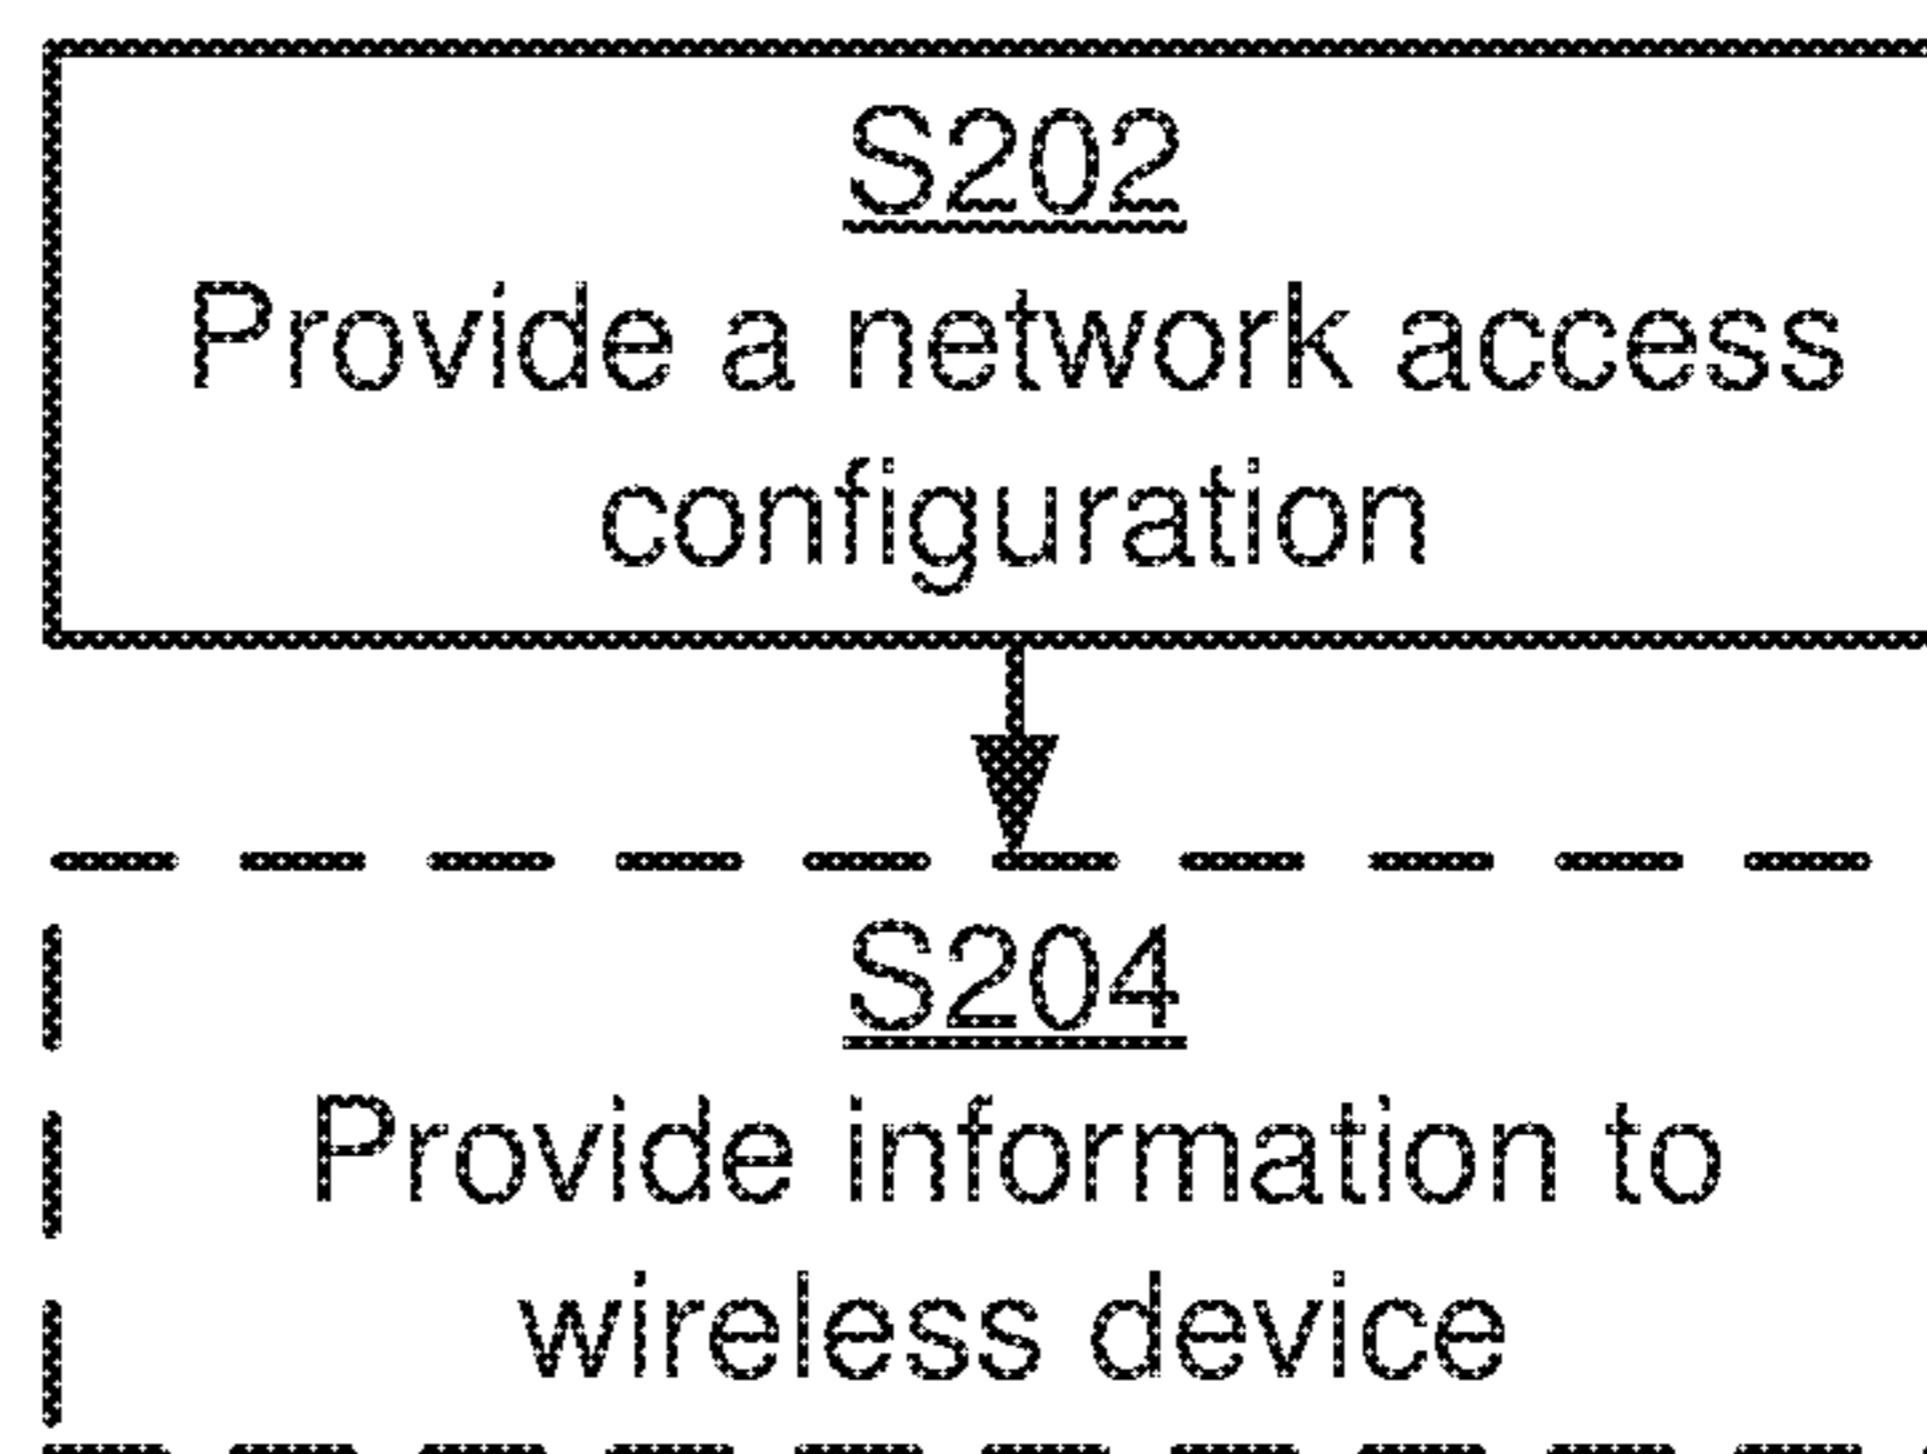 S202
Provide a network access
configuration
S204
Provide information to
wireless device